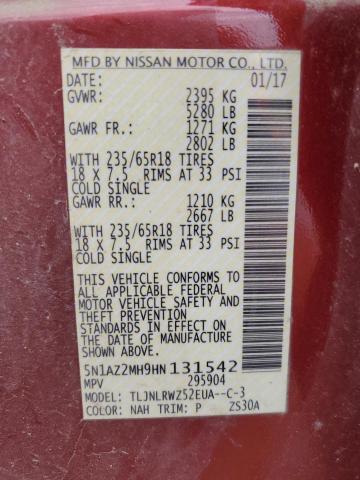 MFD BY NISSAN MOTOR CO., LTD.
DATE: 01/17
GVWR: 2395 KG
5280 LB
GAWR FR.: 1271 KG
2802 LB
WITH 235/65R18 TIRES
18 X 7.5 RIMS AT 33 PSI
COLD SINGLE
GAWR RR.: 1210 KG
2667 LB
WITH 235/65R18 TIRES
18 X 7.5 RIMS AT 33 PSI
COLD SINGLE
THIS VEHICLE CONFORMS TO
ALL APPLICABLE FEDERAL
MOTOR VEHICLE SAFETY AND
THEFT PREVENTION
STANDARDS IN EFFECT ON
THE DATE OF MANUFACTURE
SHOWN ABOVE.
5N1AZ2MH9HN131542
MPV 295904
MODEL: TLJNLRWZ52EUA--C-3
COLOR: NAH TRIM: P ZS30A